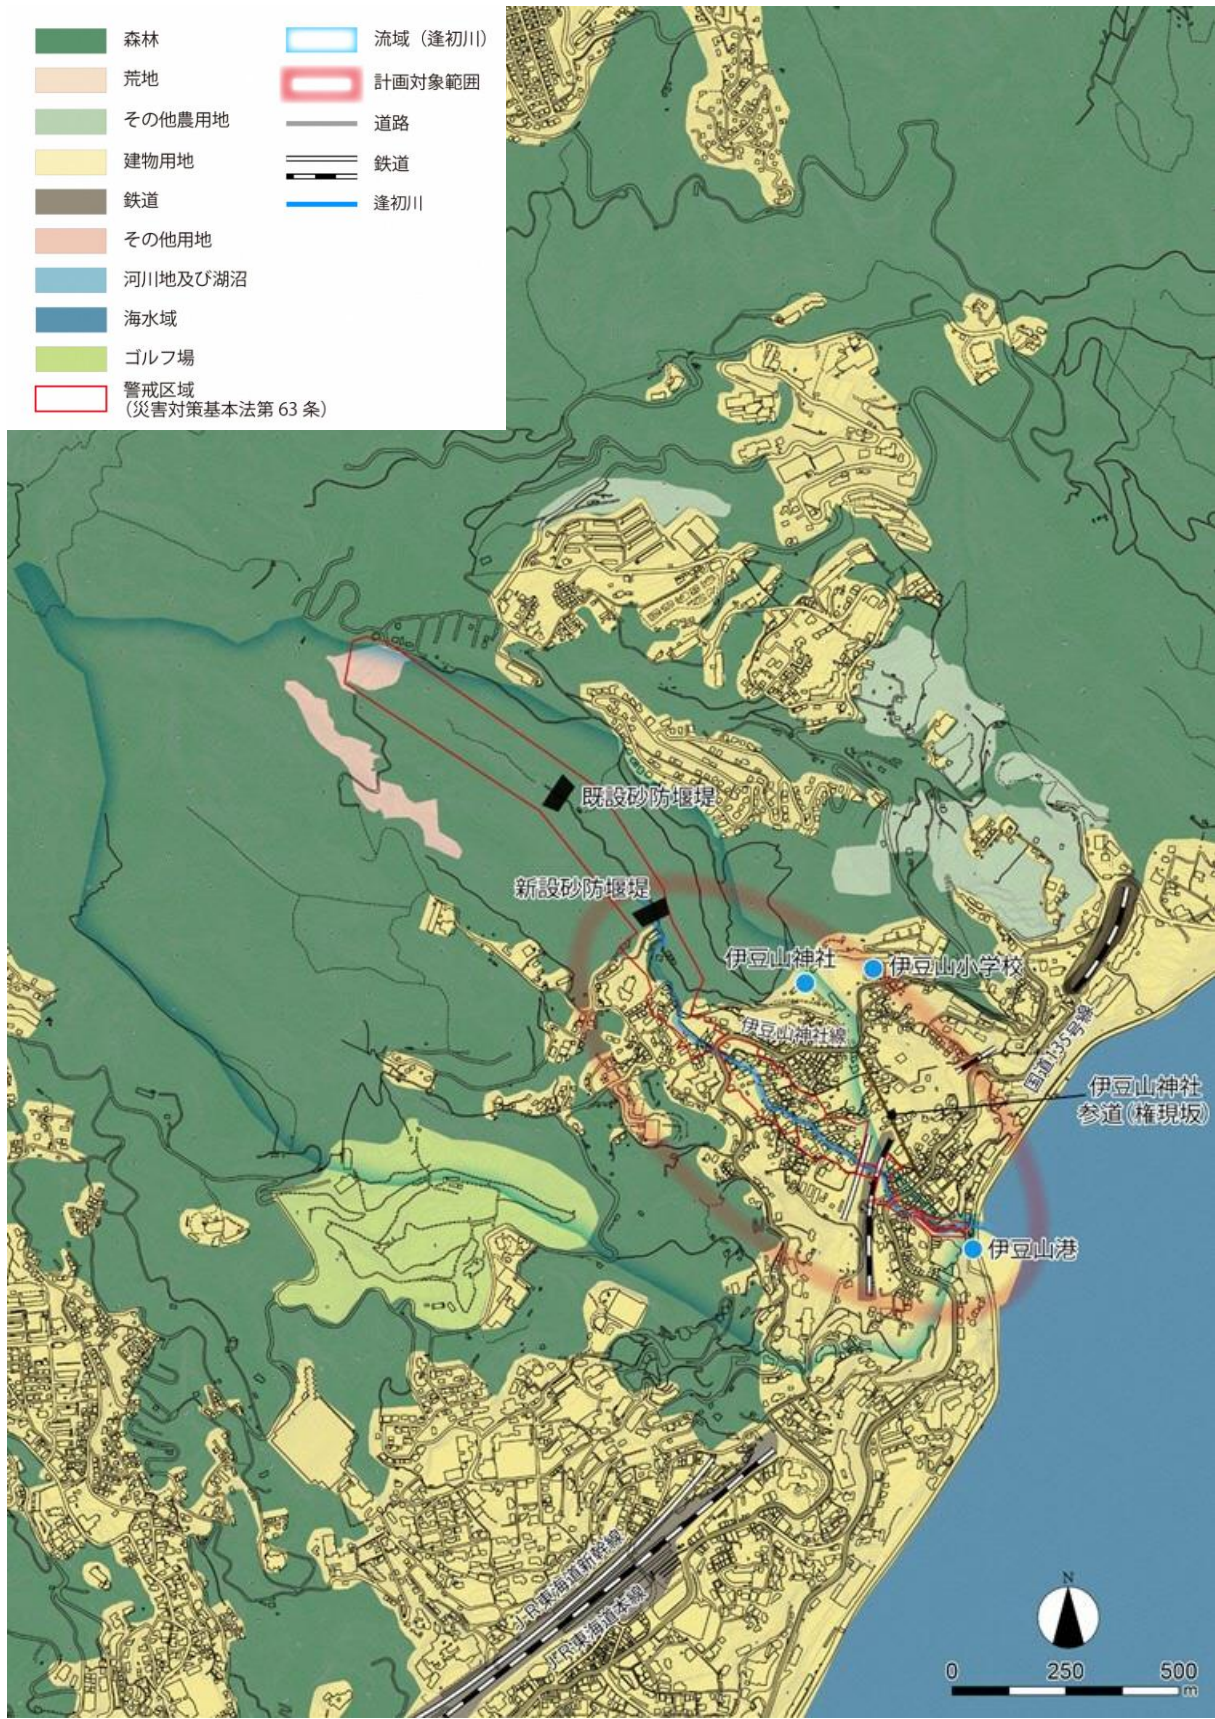 森林
荒地
その他農用地
建物用地
鉄道
その他用地
河川地及び湖沼
海水域
ゴルフ場
警戒区域
(災害対策基本法第 63 条)
流域（逢初川）
計画対象範囲
道路
鉄道
逢初川
既設砂防堰堤
新設砂防堰堤
伊豆山神社
伊豆山小学校
伊豆山神社線
国道135号線
伊豆山神社
参道(権現坂)
伊豆山港
JR東海道新幹線
JR東海道本線
N
0 250 500
m